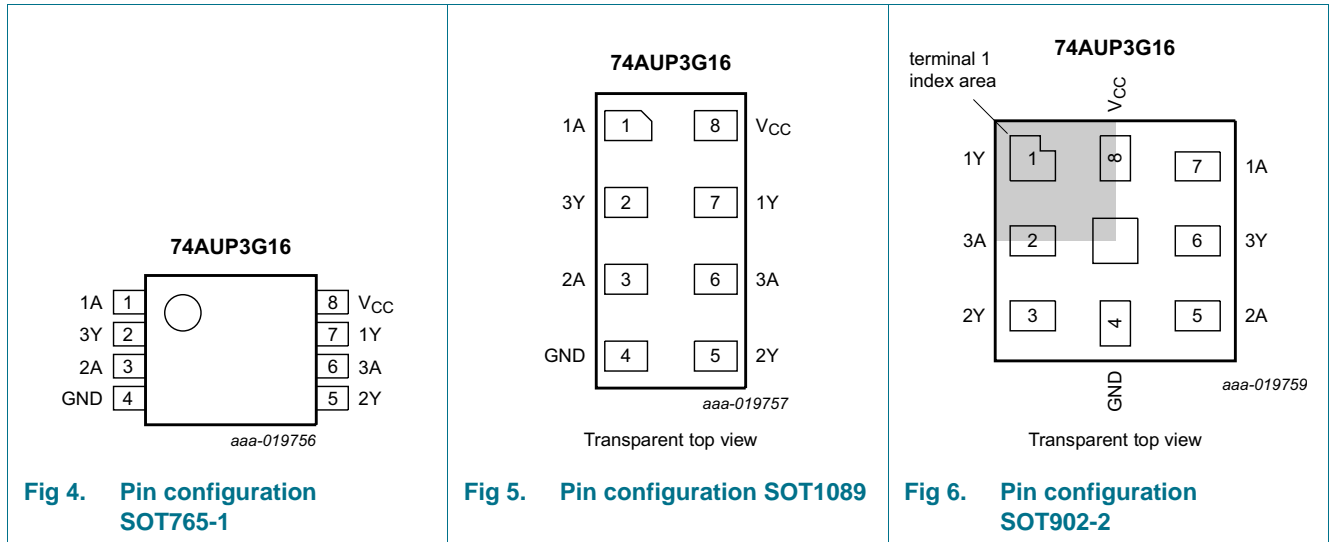 74AUP3G16
1A 1
3Y 2
2A 3
GND 4
8 VCC
7 1Y
6 3A
5 2Y
aaa-019756
Fig 4. Pin configuration
SOT765-1
74AUP3G16
1A 1 8 VCC
3Y 2 7 1Y
2A 3 6 3A
GND 4 5 2Y
aaa-019757
Transparent top view
Fig 5. Pin configuration SOT1089
74AUP3G16
terminal 1
index area
VCC
1Y 1 8 7 1A
3A 2 6 3Y
2Y 3 4 5 2A
GND
aaa-019759
Transparent top view
Fig 6. Pin configuration
SOT902-2